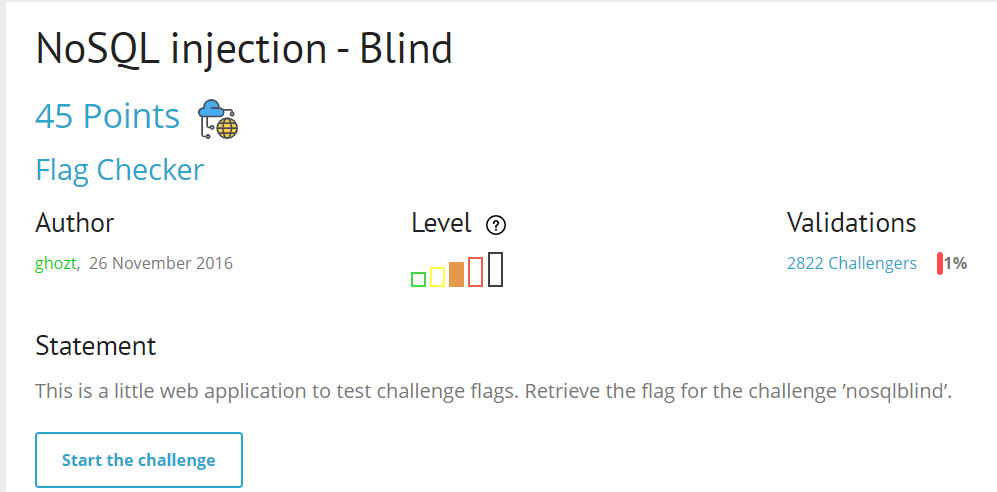 NoSQL injection - Blind
45 Points
Flag Checker
Author
Level ?
Validations
ghozt, 26 November 2016
2822 Challengers
1%
Statement
This is a little web application to test challenge flags. Retrieve the flag for the challenge ’nosqlblind’.
Start the challenge